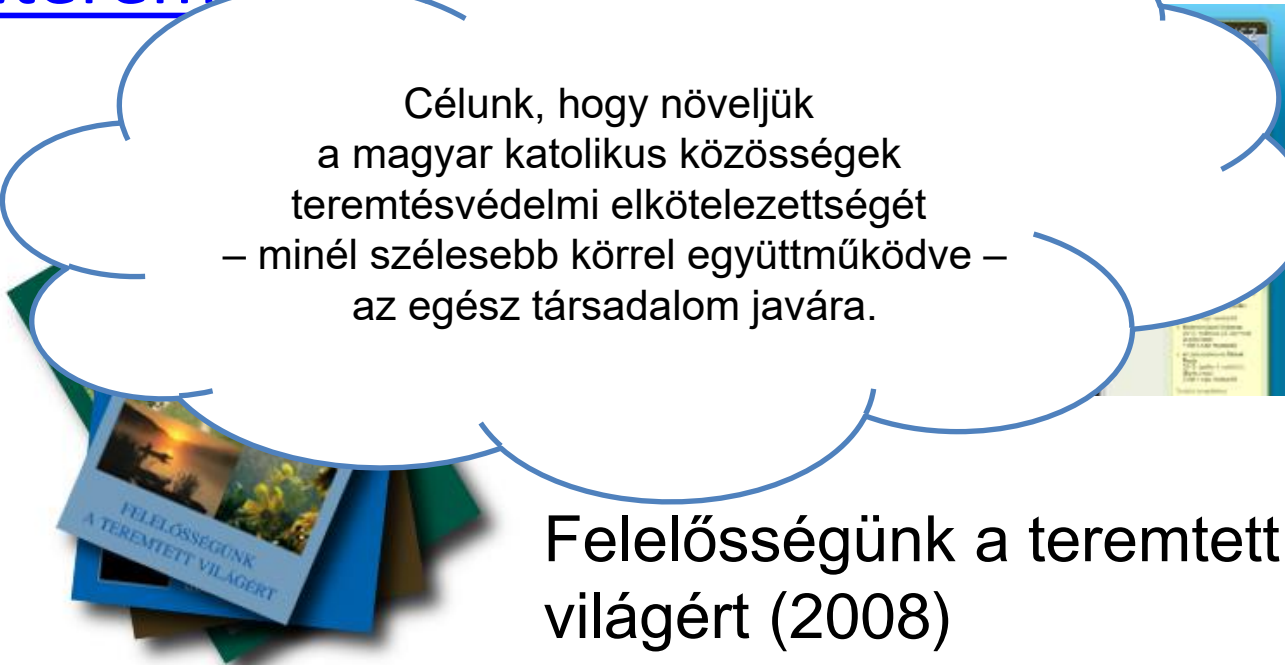 Célunk, hogy növeljük
a magyar katolikus közösségek
teremtésvédelmi elkötelezettségét
– minél szélesebb körrel együttműködve –
az egész társadalom javára.
FELELŐSSÉGÜNK
A TEREMTETT VILÁGÉRT
Felelősségünk a teremtett
világért (2008)